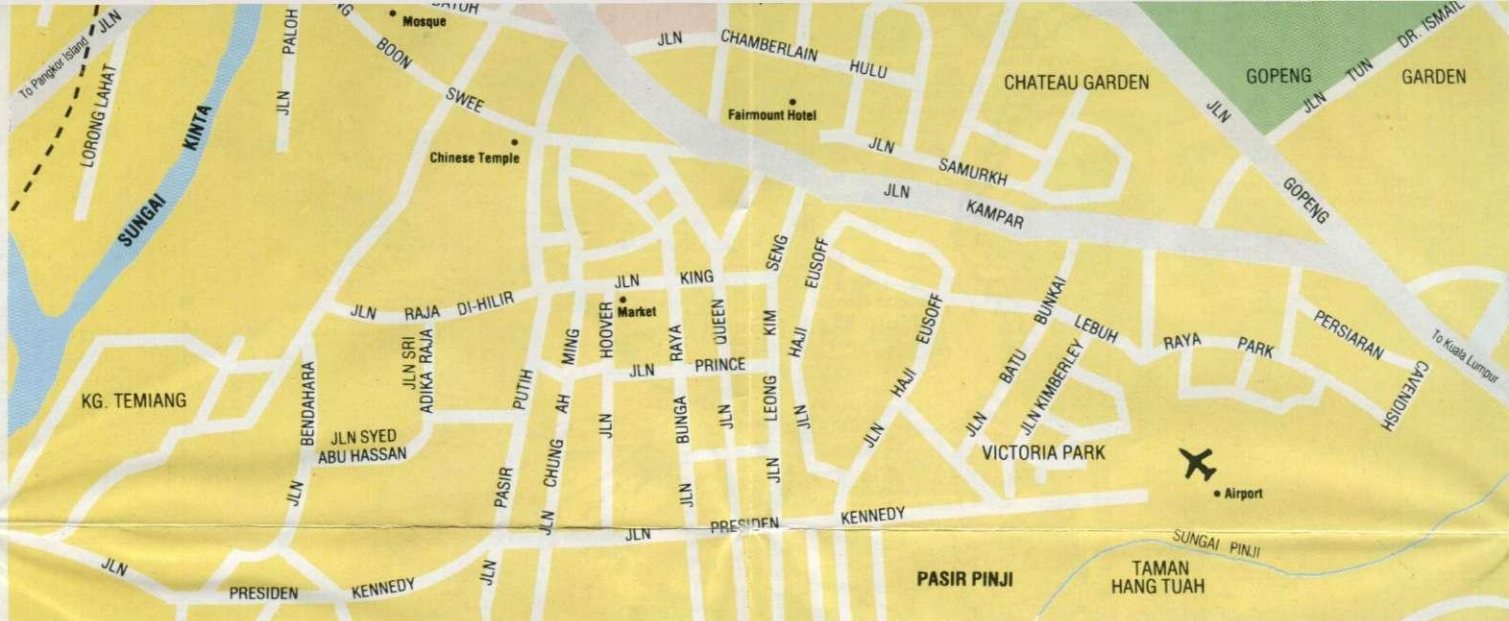 To Pangkor Island
JLN
LORONG LAHAT
SUNGAI KINTA
JLN PALOH
BOON SWEE
Mosque
Chinese Temple
JLN CHAMBERLAIN HULU
Fairmount Hotel
CHATEAU GARDEN
GOPENG GARDEN
JLN TUN DR. ISMAIL
JLN GOPENG
JLN SAMURKH
JLN KAMPAR
To Kuala Lumpur
JLN RAJA DI-HILIR
JLN KING
Market
JLN PRINCE
JLN SRI
ADIKA RAJA
JLN BENDAHARA
JLN SYED
ABU HASSAN
KG. TEMIANG
JLN PASIR PUTIH
JLN CHUNG AH MING
JLN HOOVER
JLN BUNGA RAYA
JLN QUEEN
JLN LEONG KIM SENG
JLN HAJI EUSOFF
JLN HAJI EUSOFF
JLN BATU BUNKAI
JLN KIMBERLEY
LEBUH RAYA PARK
PERSIARAN CAVENDISH
VICTORIA PARK
Airport
JLN PRESIDEN KENNEDY
JLN PRESIDEN KENNEDY
SUNGAI PINJI
PASIR PINJI
TAMAN
HANG TUAH